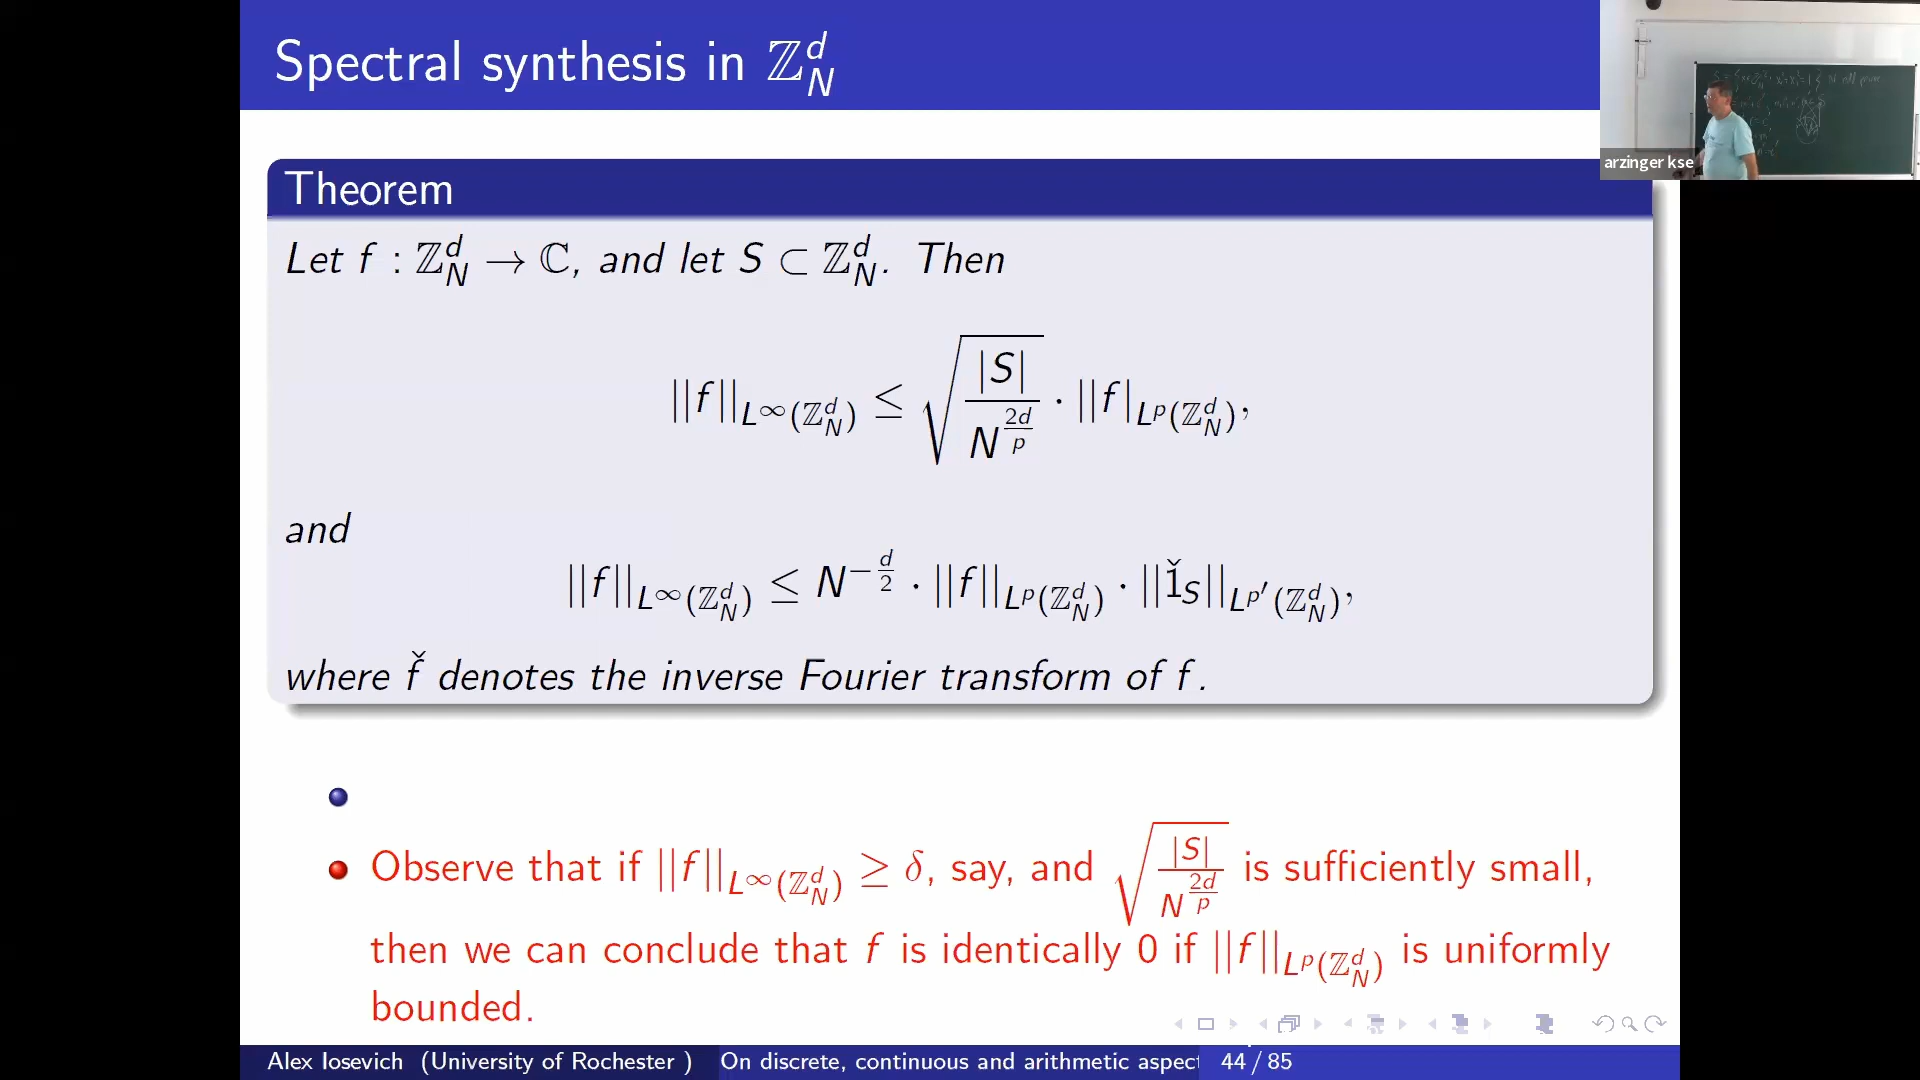 Spectral synthesis in ℤ_N^d
arzinger kse
Theorem
Let f : ℤ_N^d → ℂ, and let S ⊂ ℤ_N^d. Then
||f||_{L^∞(ℤ_N^d)} ≤ √(|S| / N^{2d/p}) · ||f|_{L^p(ℤ_N^d)},
and
||f||_{L^∞(ℤ_N^d)} ≤ N^{-d/2} · ||f||_{L^p(ℤ_N^d)} · ||1̌_S||_{L^{p'}(ℤ_N^d)},
where f̌ denotes the inverse Fourier transform of f.
Observe that if ||f||_{L^∞(ℤ_N^d)} ≥ δ, say, and √(|S| / N^{2d/p}) is sufficiently small,
then we can conclude that f is identically 0 if ||f||_{L^p(ℤ_N^d)} is uniformly
bounded.
Alex Iosevich (University of Rochester ) On discrete, continuous and arithmetic aspect 44 / 85